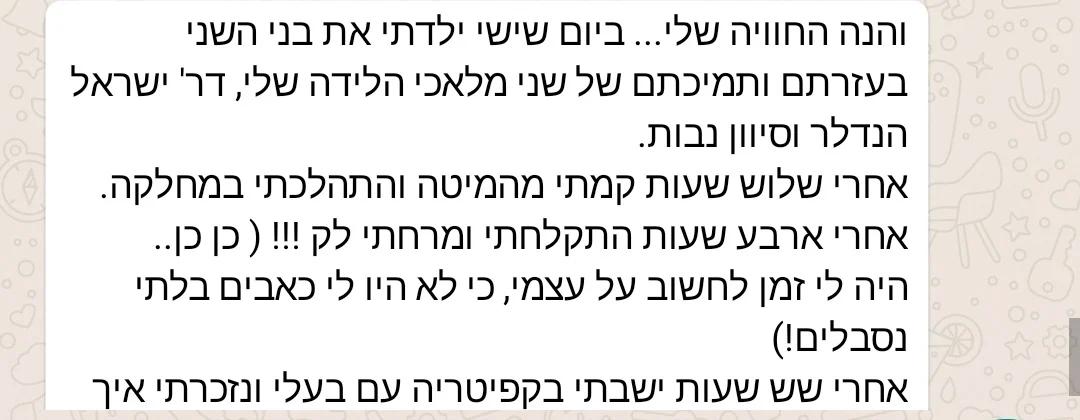 והנה החוויה שלי... ביום שישי ילדתי את בני השני
בעזרתם ותמיכתם של שני מלאכי הלידה שלי, דר' ישראל
הנדלר וסיוון נבות.
אחרי שלוש שעות קמתי מהמיטה והתהלכתי במחלקה.
אחרי ארבע שעות התקלחתי ומרחתי לק !!! ( כן כן..
היה לי זמן לחשוב על עצמי, כי לא היו לי כאבים בלתי
נסבלים!)
אחרי שש שעות ישבתי בקפיטריה עם בעלי ונזכרתי איך